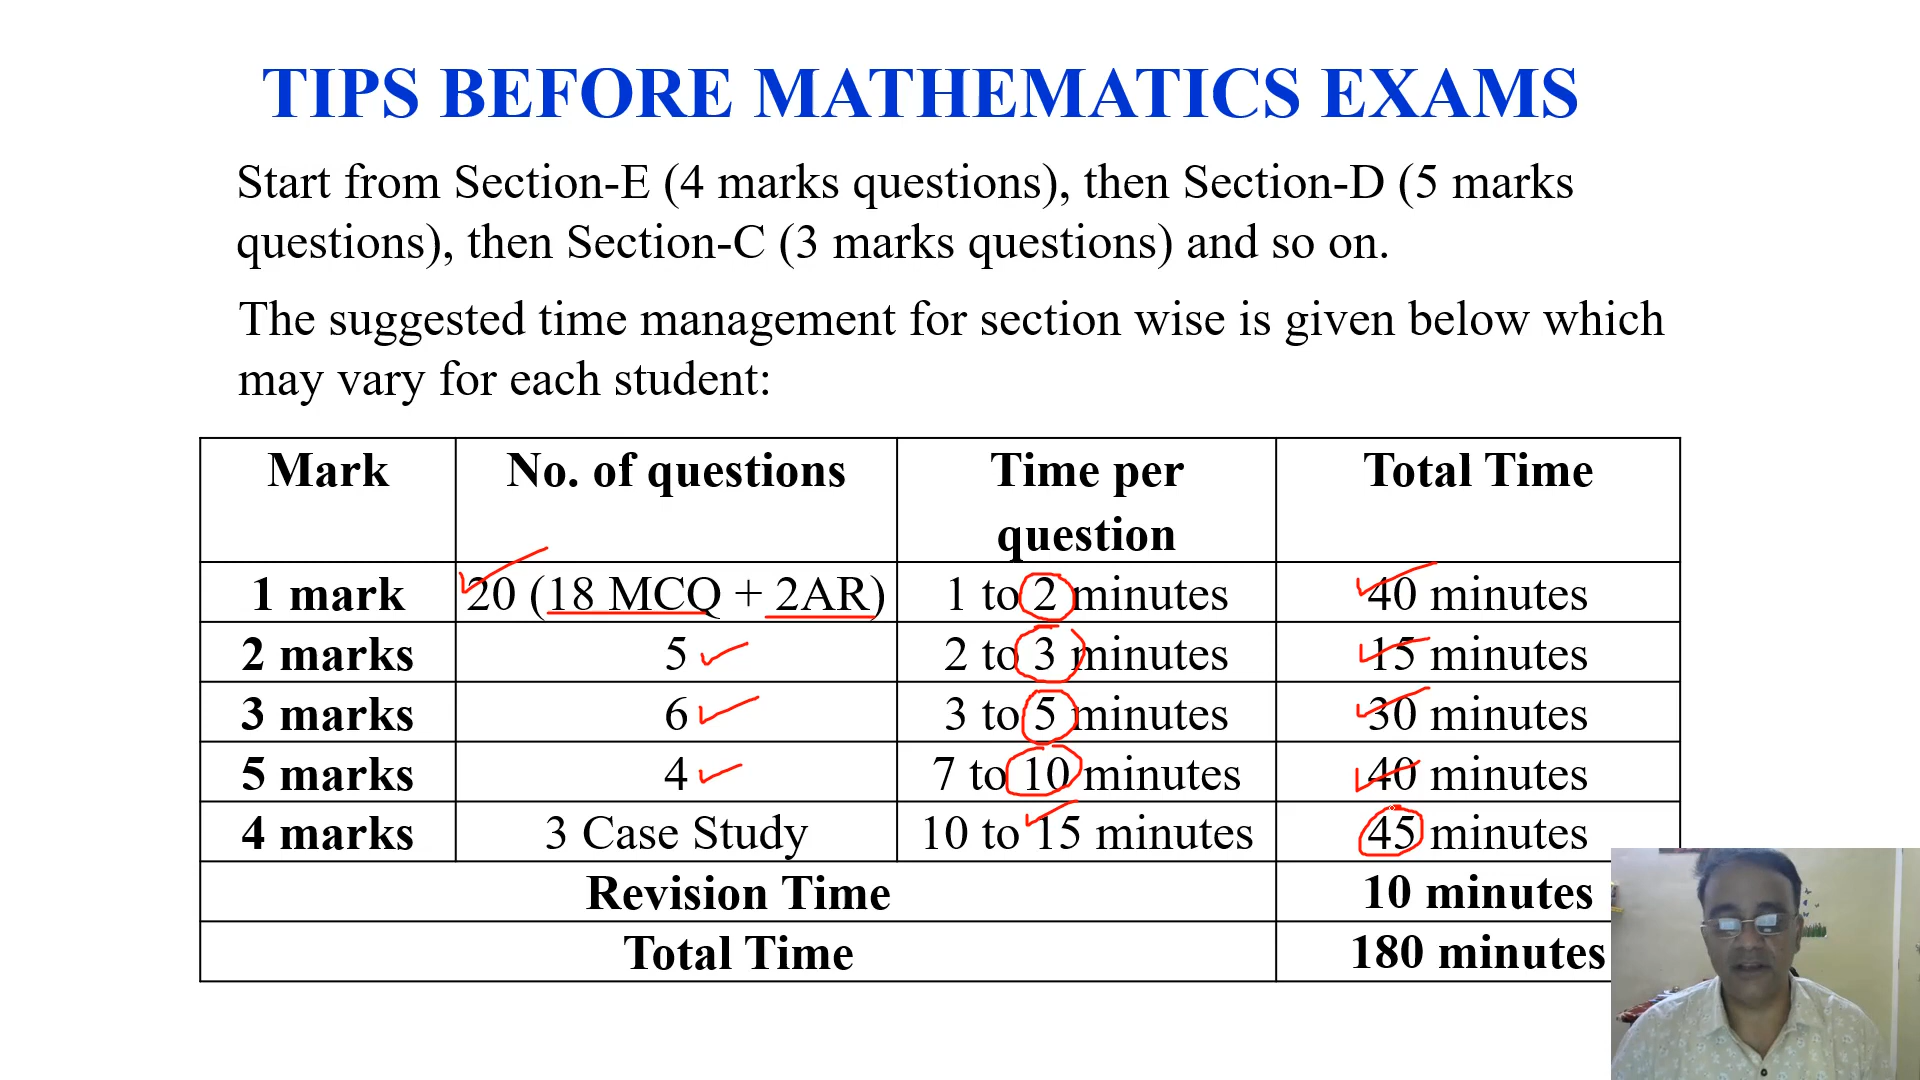 TIPS BEFORE MATHEMATICS EXAMS
Start from Section-E (4 marks questions), then Section-D (5 marks
questions), then Section-C (3 marks questions) and so on.
The suggested time management for section wise is given below which
may vary for each student:
Mark No. of questions Time per question Total Time
1 mark 20 (18 MCQ + 2AR) 1 to 2 minutes 40 minutes
2 marks 5 2 to 3 minutes 15 minutes
3 marks 6 3 to 5 minutes 30 minutes
5 marks 4 7 to 10 minutes 40 minutes
4 marks 3 Case Study 10 to 15 minutes 45 minutes
Revision Time 10 minutes
Total Time 180 minutes